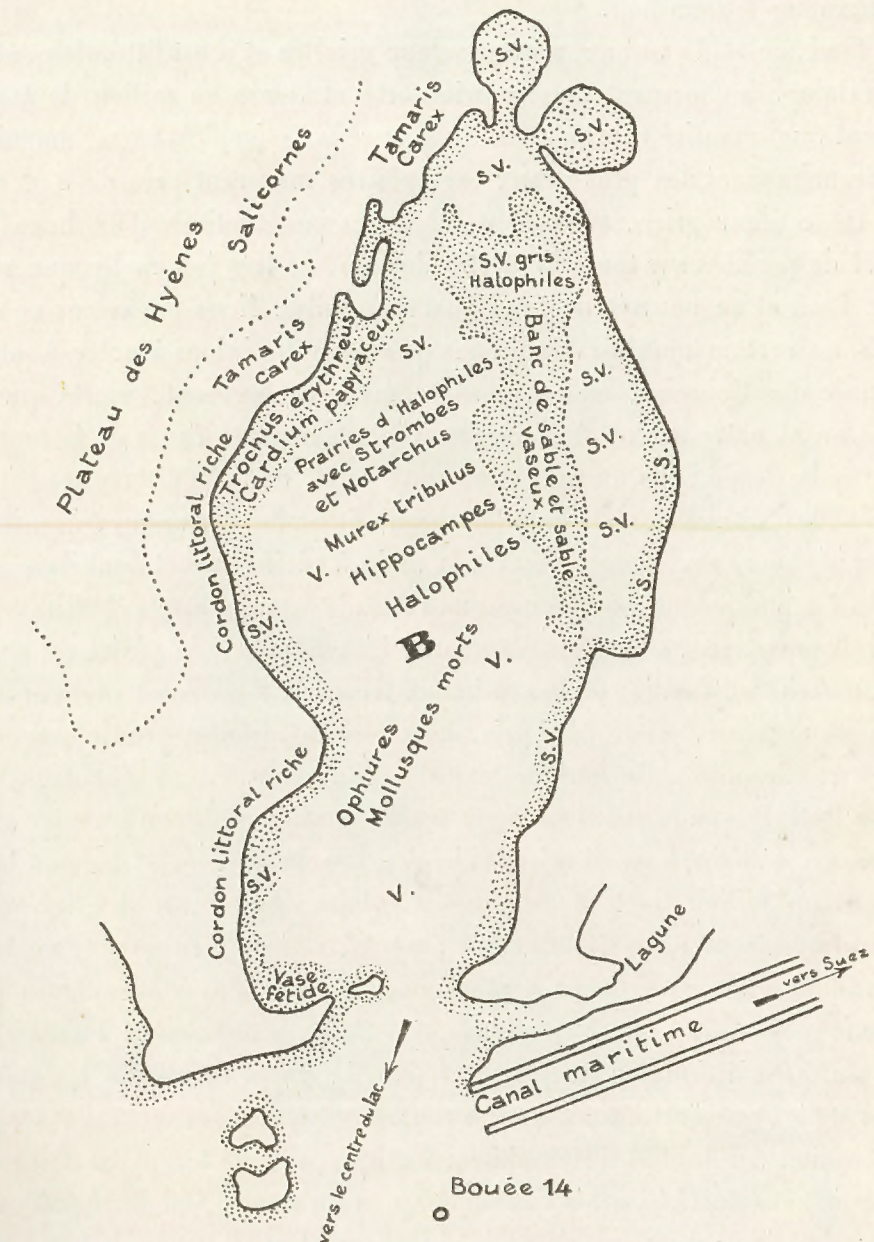 S.V.
S.V.
S.V.
Tamaris
Carex
Salicornes
Plateau des Hyènes
S.V. gris
Halophiles
Tamaris
Carex
S.V.
Banc de sable et sable
vaseux
S.V.
S.V.
S.V.
S.
S.
Trochus erythreus
Cardium papyraceum
Cordon littoral riche
Prairies d'Halophiles
avec Strombes
et Notarchus
Murex tribulus
V.
Hippocampes
Halophiles
S.V.
B
V.
Ophiures
Mollusques morts
S.V.
Cordon littoral riche
S.V.
V.
Vase
fétide
Lagune
vers Suez
Canal maritime
vers le centre du lac
Bouée 14